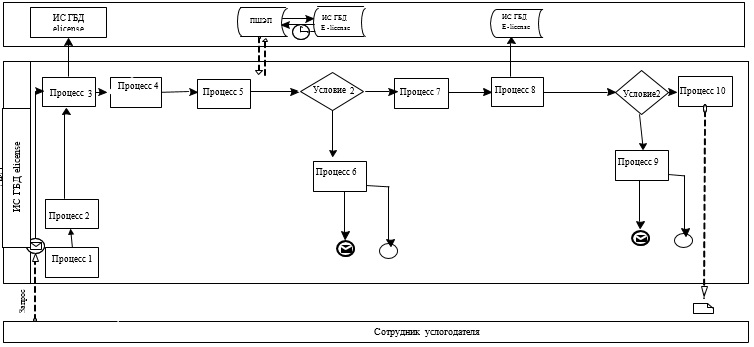 ИС ГБД
elicense
ПШЭП
ИС ГБД
E -license
ИС ГБД
E -license
Процесс 3
Процесс 4
Процесс 5
Условие 2
Процесс 7
Процесс 8
Условие2
Процесс 10
Процесс 6
Процесс 9
ИС ГБД elicense
Процесс 2
Процесс 1
Запрос
Сотрудник услогодателя